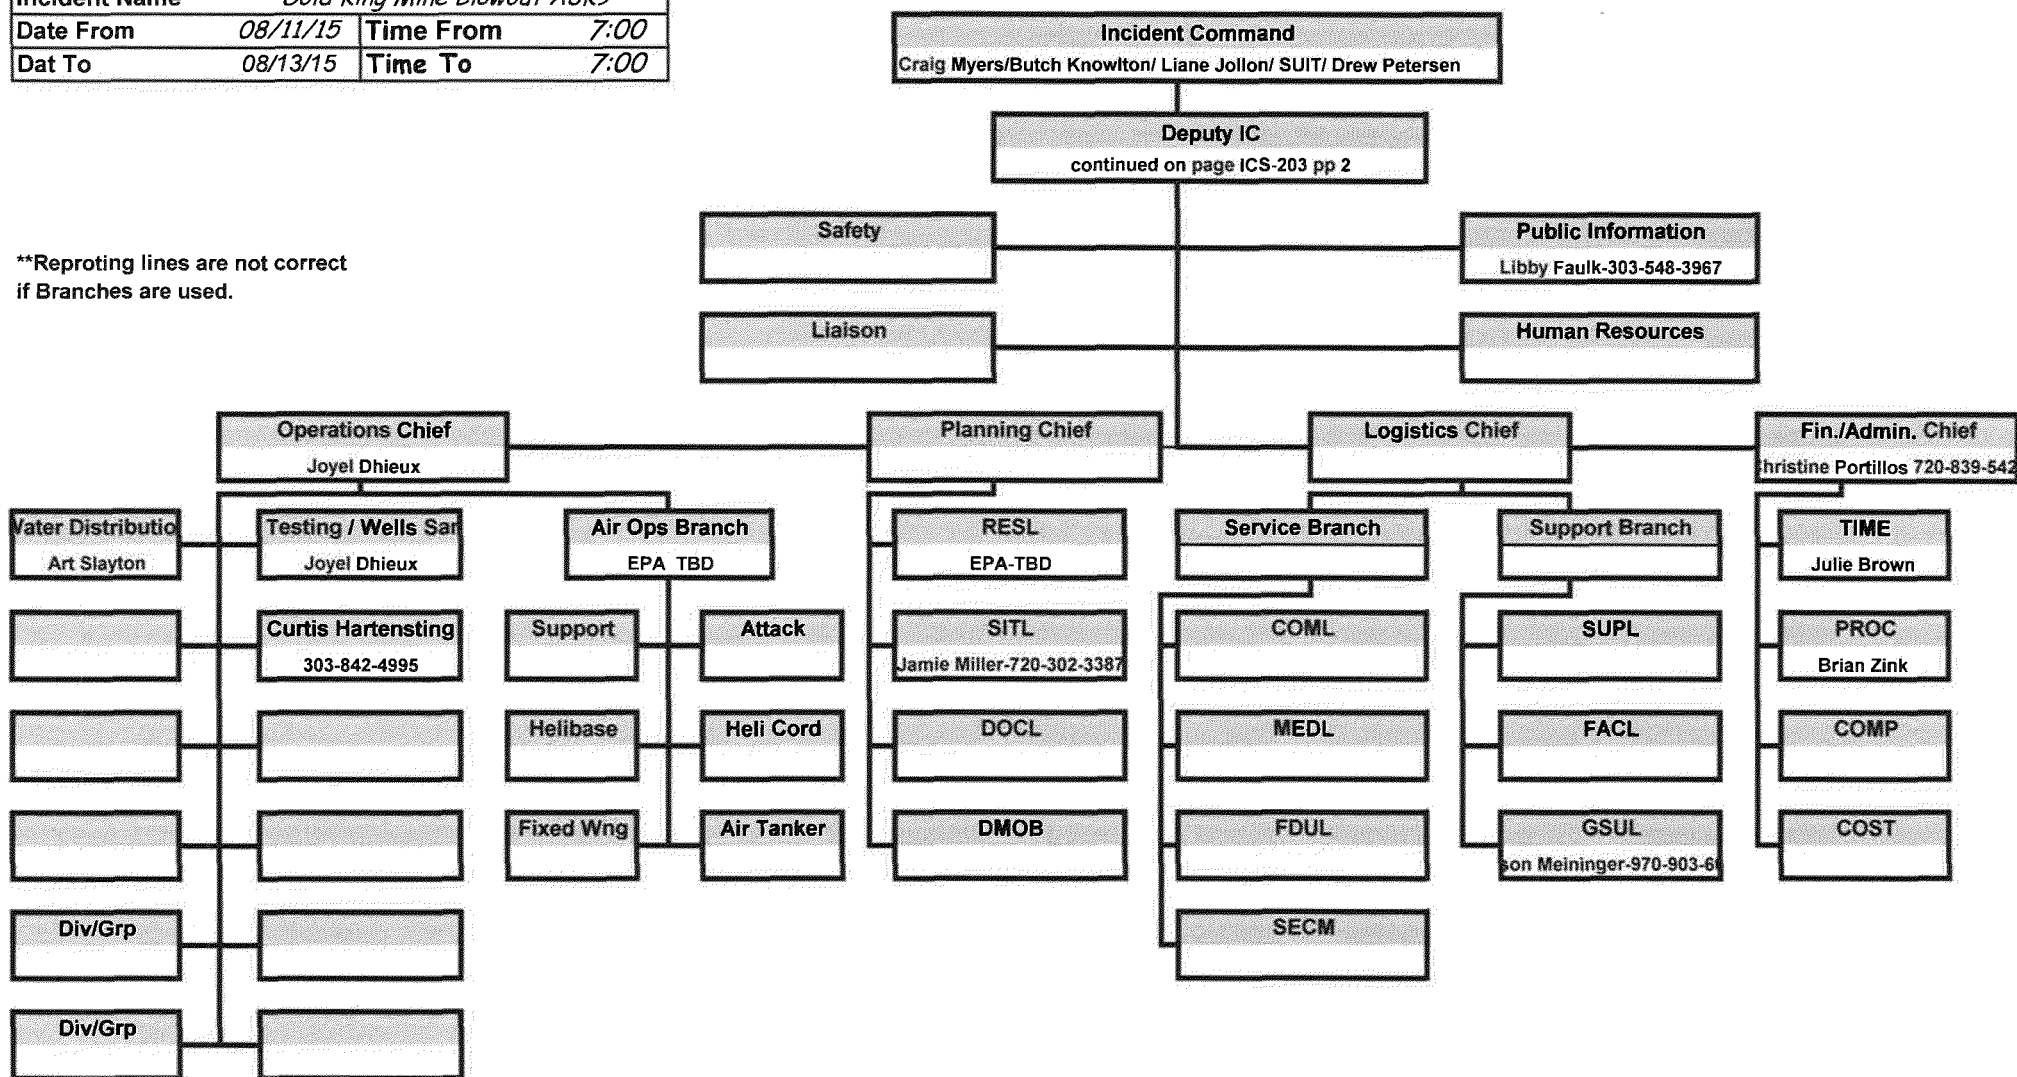 Incident Name Gold King Mine Blowout A8K9
Date From 08/11/15 Time From 7:00
Dat To 08/13/15 Time To 7:00
Incident Command
Craig Myers/Butch Knowlton/ Liane Jollon/ SUIT/ Drew Petersen
Deputy IC
continued on page ICS-203 pp 2
**Reproting lines are not correct
if Branches are used.
Safety
Public Information
Libby Faulk-303-548-3967
Liaison
Human Resources
Operations Chief
Joyel Dhieux
Planning Chief
Logistics Chief
Fin./Admin. Chief
hristine Portillos 720-839-542
Vater Distributio
Art Slayton
Testing / Wells Sar
Joyel Dhieux
Air Ops Branch
EPA TBD
RESL
EPA-TBD
Service Branch
Support Branch
TIME
Julie Brown
Curtis Hartensting
303-842-4995
Support
Attack
SITL
Jamie Miller-720-302-3387
COML
SUPL
PROC
Brian Zink
Helibase
Heli Cord
DOCL
MEDL
FACL
COMP
Fixed Wng
Air Tanker
DMOB
FDUL
GSUL
son Meininger-970-903-6
COST
Div/Grp
SECM
Div/Grp